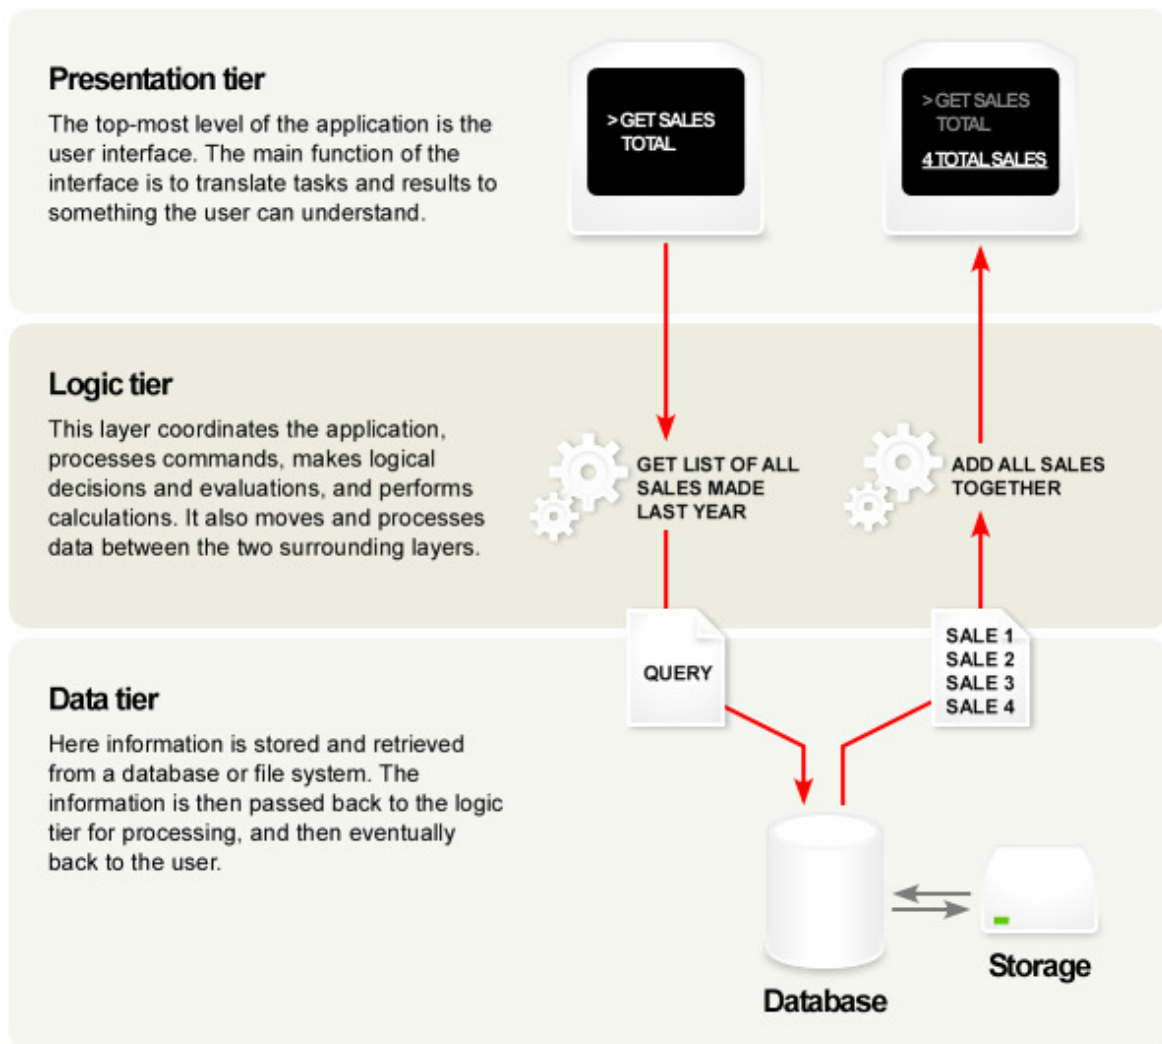 Presentation tier
The top-most level of the application is the
user interface. The main function of the
interface is to translate tasks and results to
something the user can understand.
> GET SALES
TOTAL
> GET SALES
TOTAL
4 TOTAL SALES
Logic tier
This layer coordinates the application,
processes commands, makes logical
decisions and evaluations, and performs
calculations. It also moves and processes
data between the two surrounding layers.
GET LIST OF ALL
SALES MADE
LAST YEAR
ADD ALL SALES
TOGETHER
QUERY
SALE 1
SALE 2
SALE 3
SALE 4
Data tier
Here information is stored and retrieved
from a database or file system. The
information is then passed back to the logic
tier for processing, and then eventually
back to the user.
Database
Storage